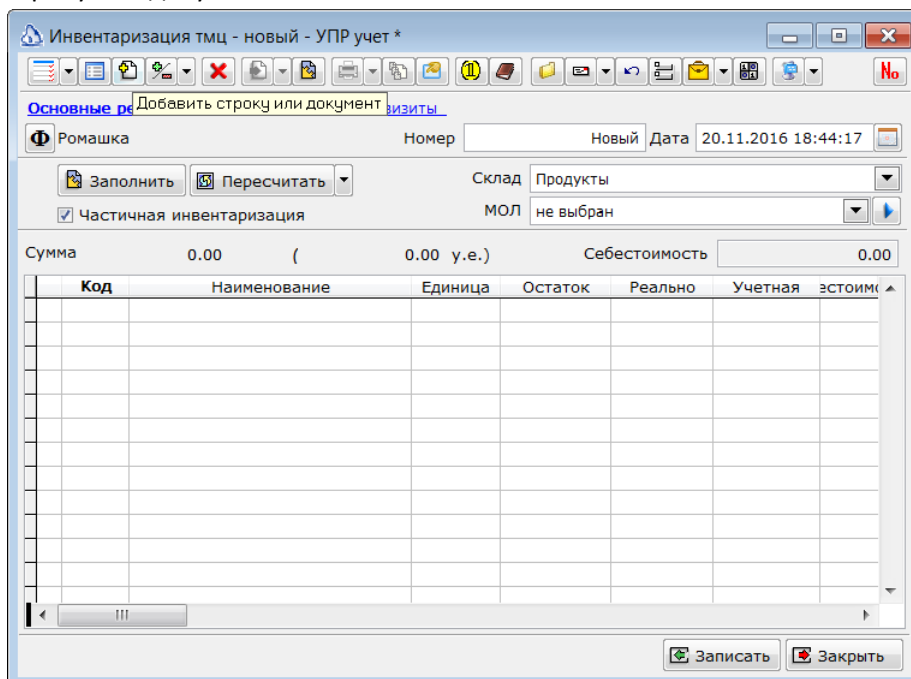 Инвентаризация тмц - новый - УПР учет *
No
Основные ре
Добавить строку или документ
визиты
Ф Ромашка Номер Новый Дата 20.11.2016 18:44:17
Заполнить Пересчитать Склад Продукты
Частичная инвентаризация МОЛ не выбран
Сумма 0.00 ( 0.00 у.е.) Себестоимость 0.00
Код Наименование Единица Остаток Реально Учетная естоимо
Записать Закрыть